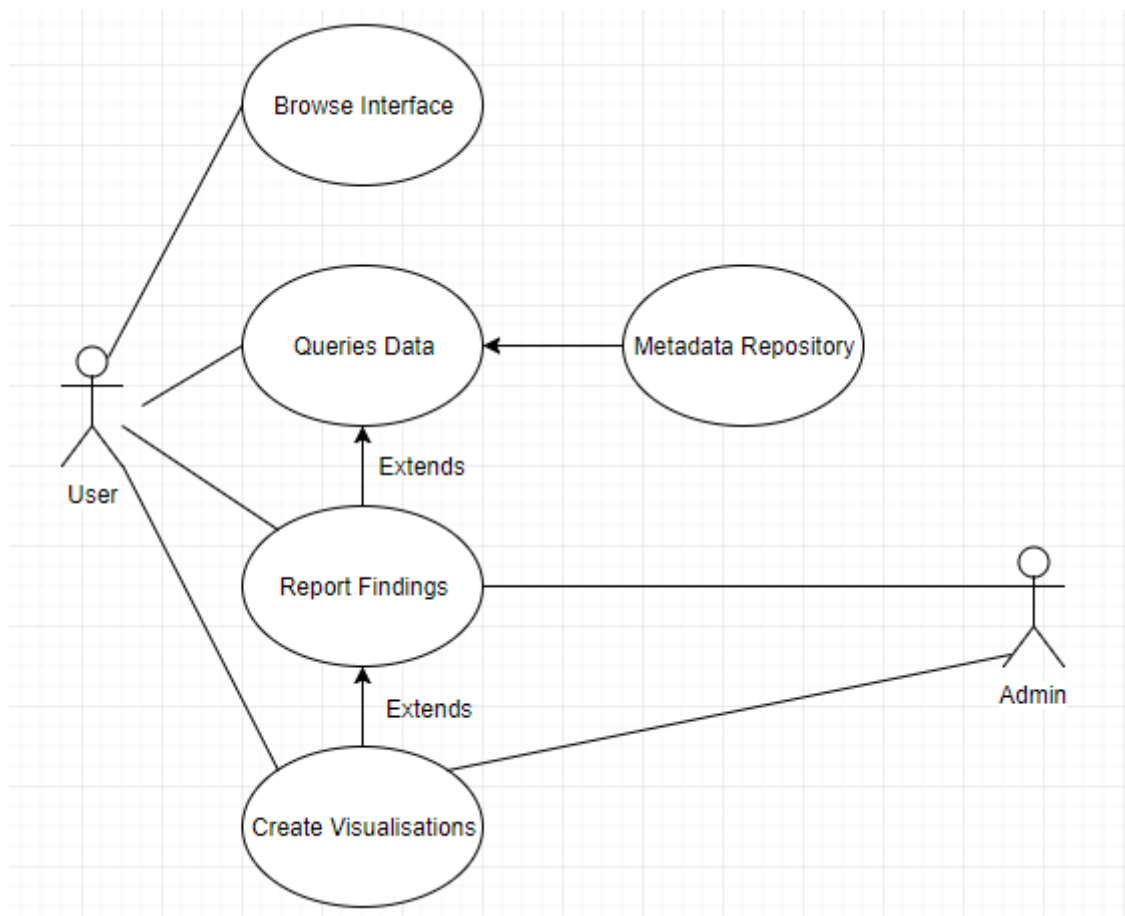 Browse Interface
Queries Data
Metadata Repository
Extends
User
Report Findings
Admin
Extends
Create Visualisations